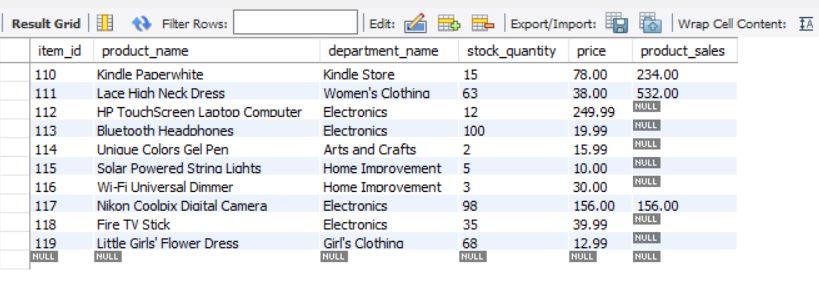 Result Grid Filter Rows: Edit: Export/Import: Wrap Cell Content: IA
item_id product_name department_name stock_quantity price product_sales
110 Kindle Paperwhite Kindle Store 15 78.00 234.00
111 Lace High Neck Dress Women's Clothing 63 38.00 532.00
112 HP TouchScreen Laptop Computer Electronics 12 249.99 NULL
113 Bluetooth Headphones Electronics 100 19.99 NULL
114 Unique Colors Gel Pen Arts and Crafts 2 15.99 NULL
115 Solar Powered String Lights Home Improvement 5 10.00 NULL
116 Wi-Fi Universal Dimmer Home Improvement 3 30.00 NULL
117 Nikon Coolpix Digital Camera Electronics 98 156.00 156.00
118 Fire TV Stick Electronics 35 39.99 NULL
119 Little Girls' Flower Dress Girl's Clothing 68 12.99 NULL
NULL NULL NULL NULL NULL NULL